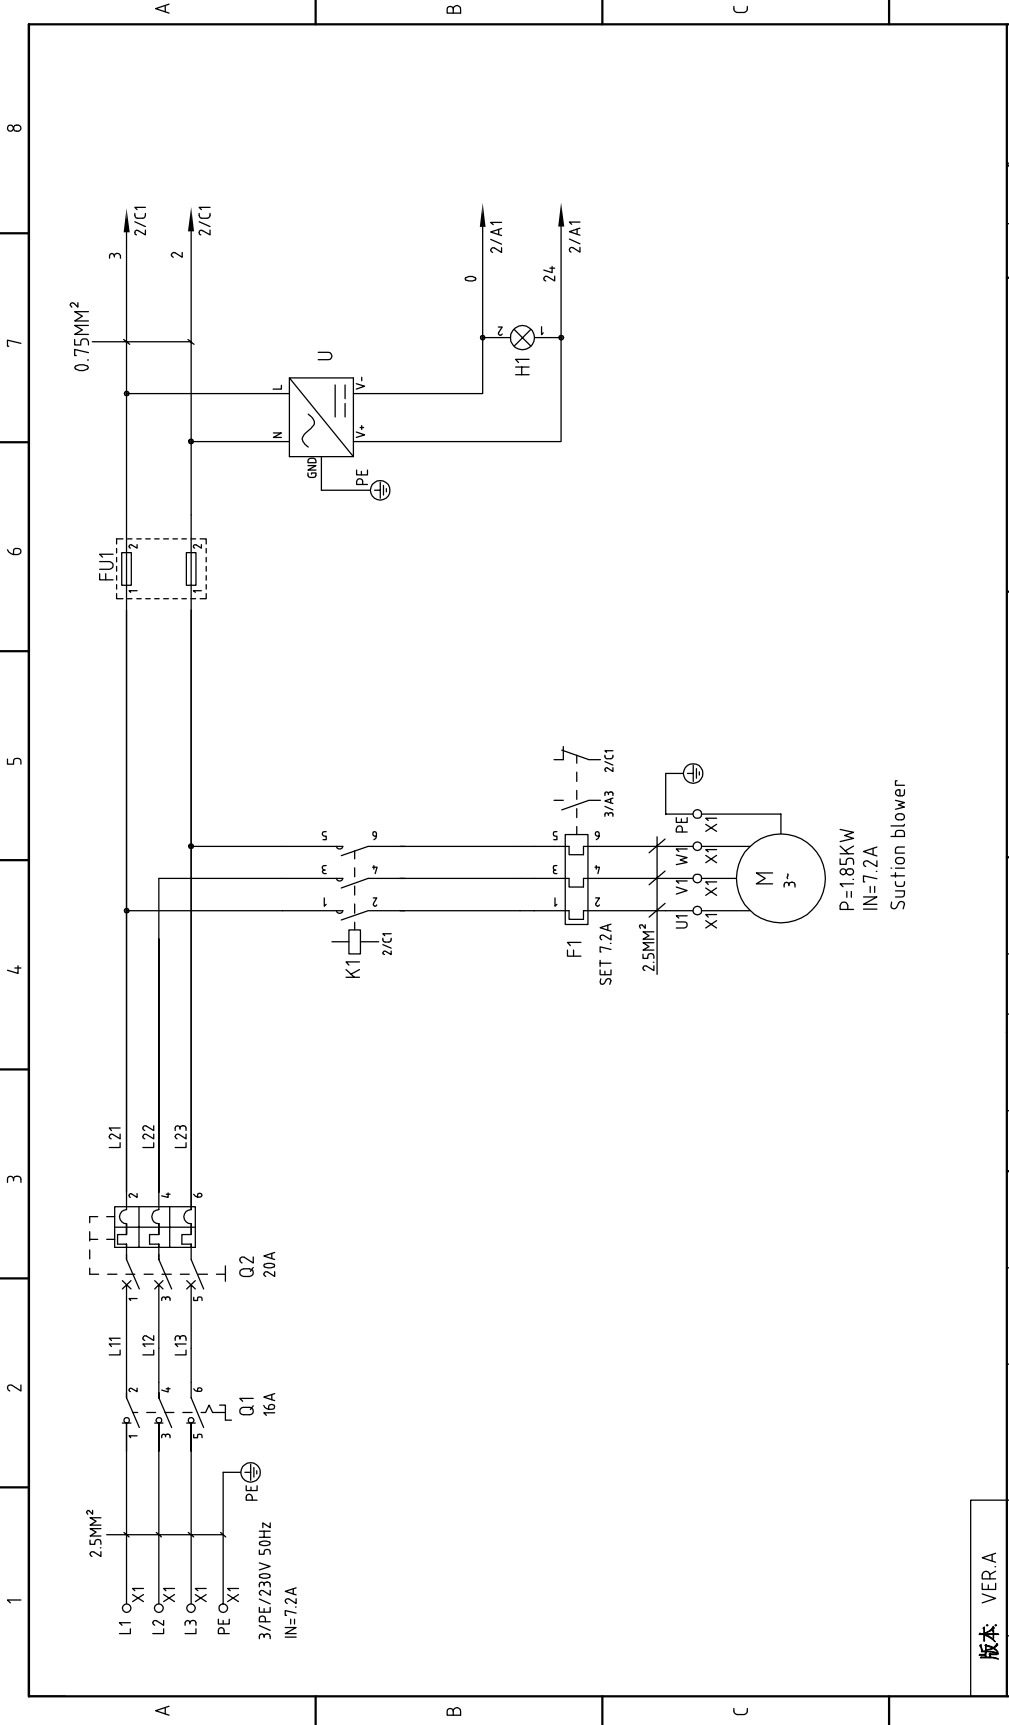 1
2
3
4
5
6
7
8
A
B
C
A
B
C
L1
X1
L2
X1
L3
X1
PE
X1
2.5MM²
PE
3/PE/230V 50Hz
IN=7.2A
1
2
3
4
5
6
Q1
16A
L11
L12
L13
1
3
5
2
4
6
Q2
20A
L21
L22
L23
K1
2/C1
1
2
3
4
5
6
F1
SET 7.2A
1
2
3
4
5
6
3/A3
2/C1
2.5MM²
U1
X1
V1
X1
W1
X1
PE
X1
M
3~
P=1.85KW
IN=7.2A
Suction blower
FU1
1
2
1
2
0.75MM²
3
2/C1
2
2/C1
U
L
N
GND
PE
V-
V+
H1
2
1
0
2/A1
24
2/A1
版本: VER.A